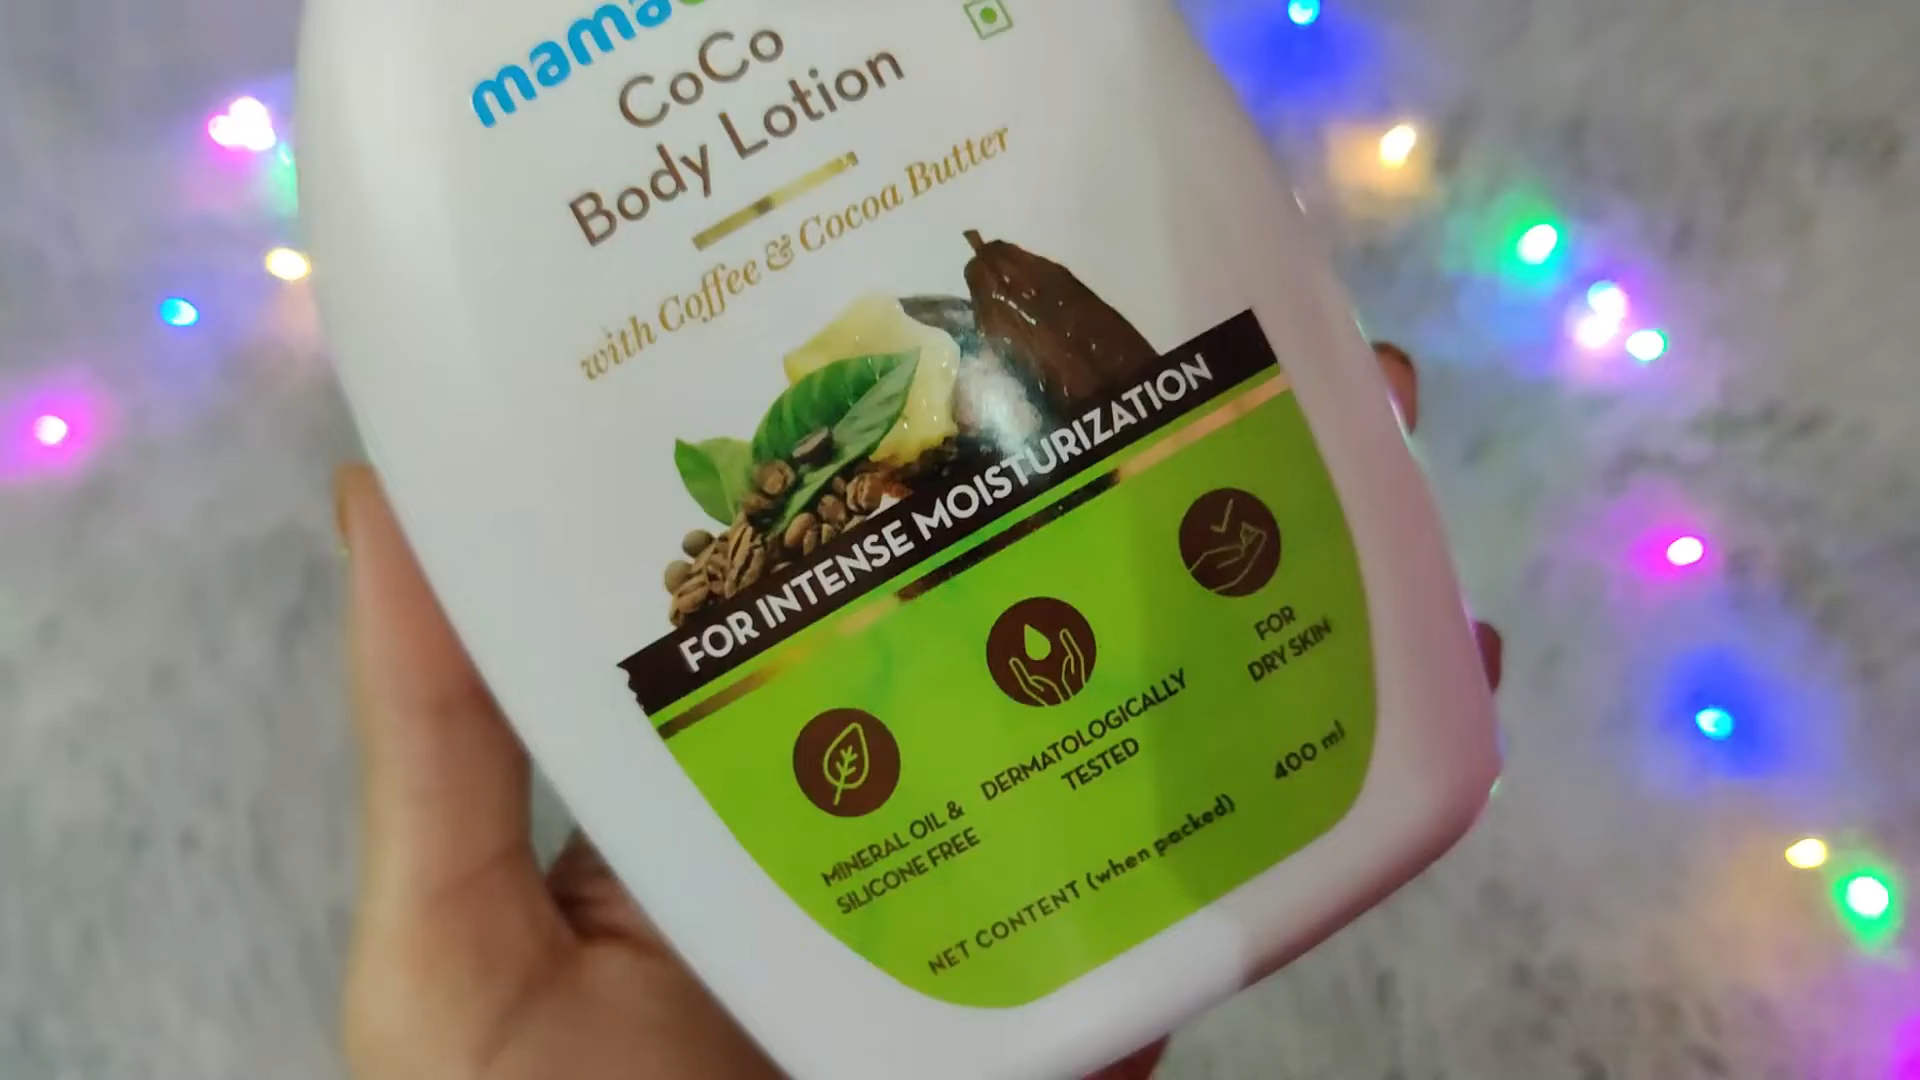 mama
CoCo
Body Lotion
with Coffee & Cocoa Butter
FOR INTENSE MOISTURIZATION
MINERAL OIL &
SILICONE FREE
DERMATOLOGICALLY
TESTED
FOR
DRY SKIN
NET CONTENT (when packed) 400 ml